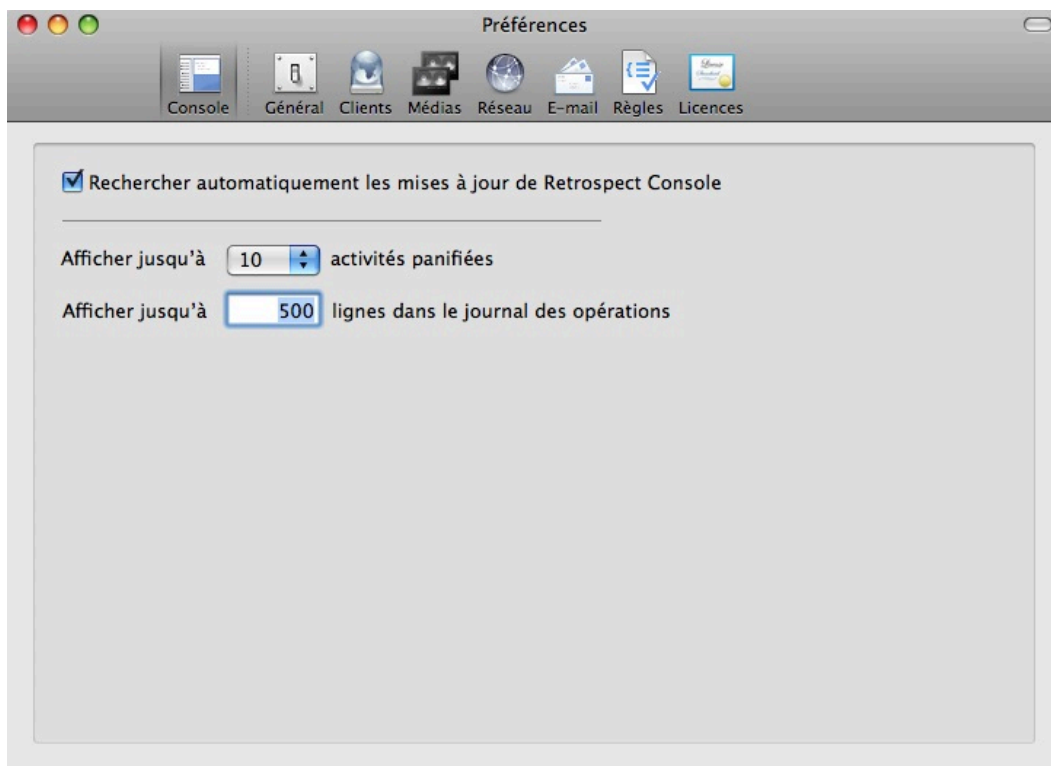 Préférences
Console Général Clients Médias Réseau E-mail Règles Licences
Rechercher automatiquement les mises à jour de Retrospect Console
Afficher jusqu'à 10 activités panifiées
Afficher jusqu'à 500 lignes dans le journal des opérations